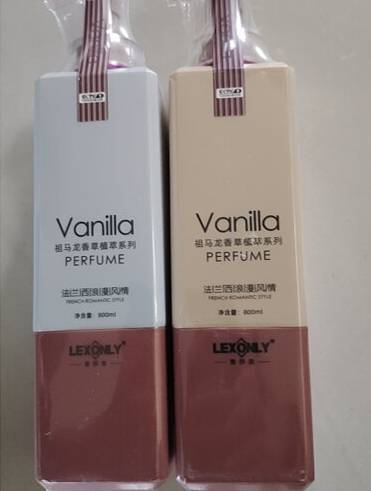 Vanilla
祖马龙香草植萃系列
PERFUME
法兰西浪漫风情
FRENCH ROMANTIC STYLE
净含量：800ml
LEXONLY®
Vanilla
祖马龙香草植萃系列
PERFUME
法兰西浪漫风情
FRENCH ROMANTIC STYLE
净含量：800ml
LEXONLY®